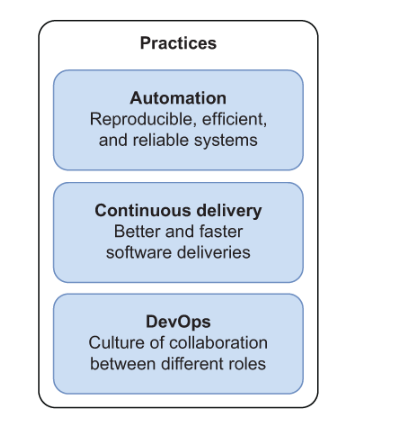 Practices
Automation
Reproducible, efficient,
and reliable systems
Continuous delivery
Better and faster
software deliveries
DevOps
Culture of collaboration
between different roles